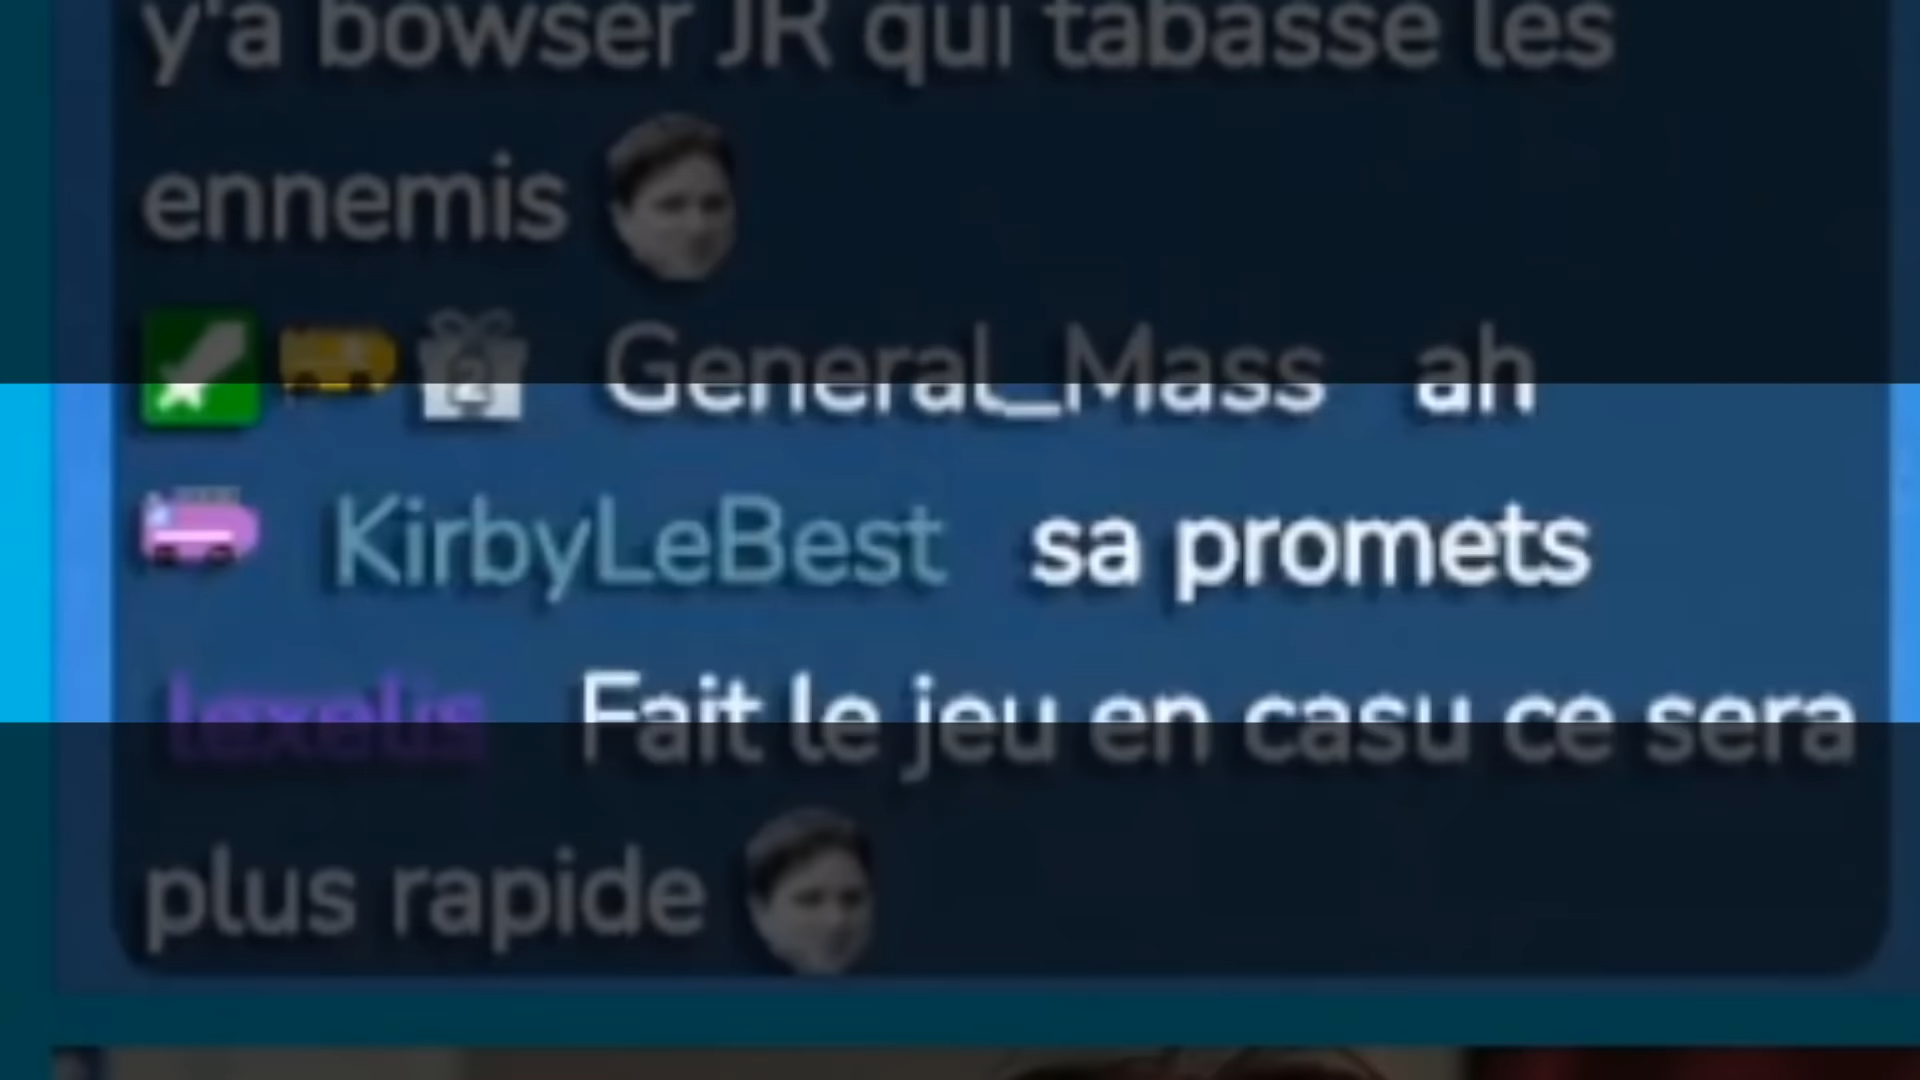 y'a bowser JR qui tabasse les
ennemis
2 General_Mass ah
KirbyLeBest sa promets
lexelis Fait le jeu en casu ce sera
plus rapide